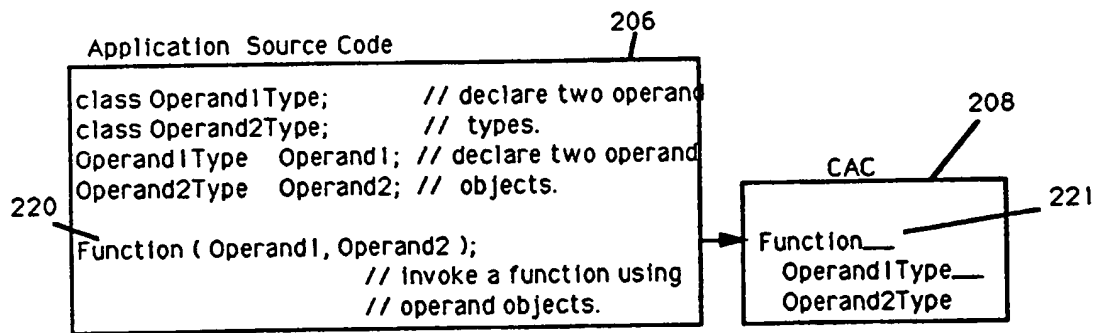 206
Application Source Code
class Operand1Type; // declare two operand
class Operand2Type; // types.
Operand1Type Operand1; // declare two operand
Operand2Type Operand2; // objects.
208
CAC
220
221
Function ( Operand1, Operand2 );
// invoke a function using
// operand objects.
Function__
Operand1Type__
Operand2Type